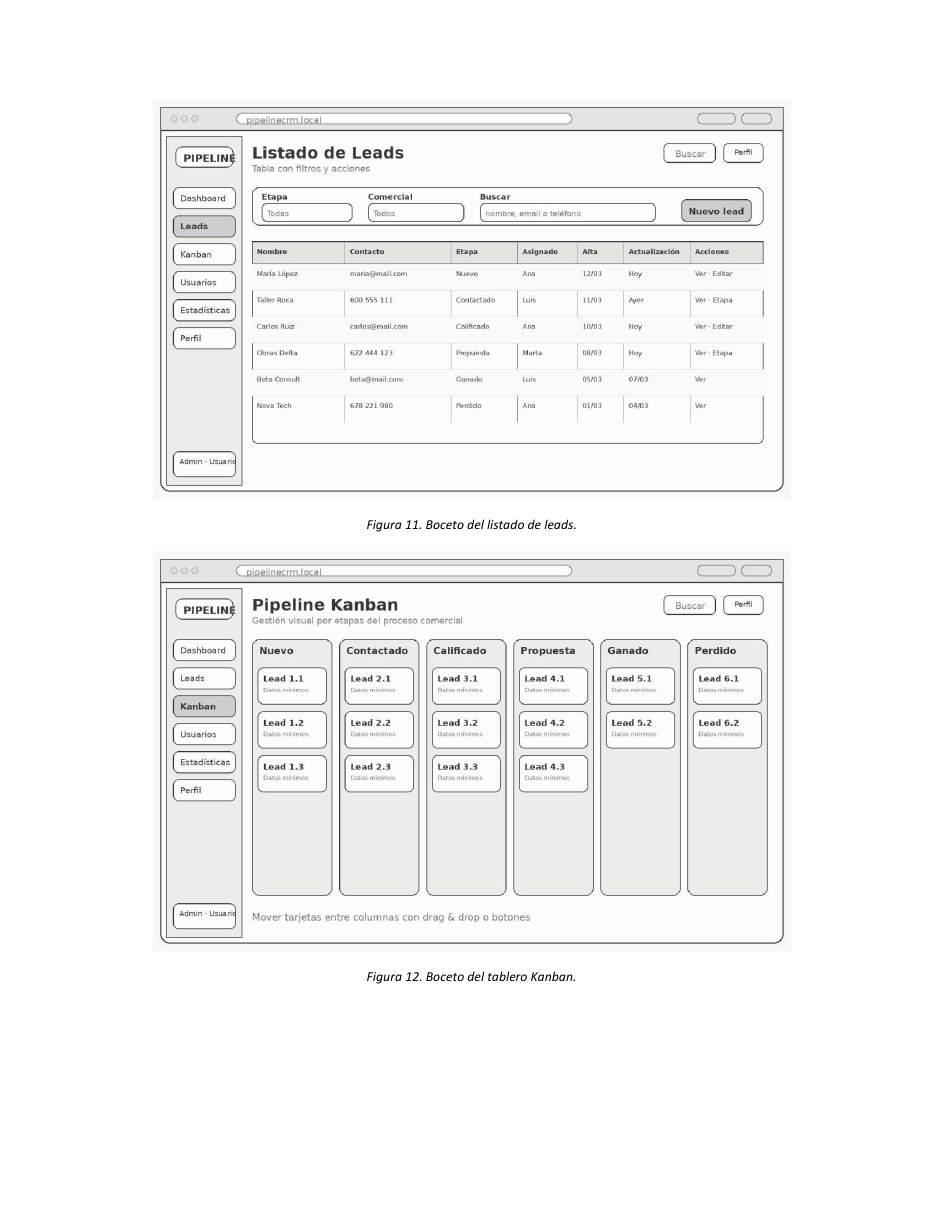 pipelinecrm.local
PIPELINE
Dashboard
Leads
Kanban
Usuarios
Estadísticas
Perfil
Admin · Usuario
Listado de Leads
Tabla con filtros y acciones
Buscar Perfil
Etapa Comercial Buscar
Todas Todos nombre, email o teléfono Nuevo lead
Nombre Contacto Etapa Asignado Alta Actualización Acciones
María López maria@mail.com Nuevo Ana 12/03 Hoy Ver · Editar
Taller Roca 600 555 111 Contactado Luis 11/03 Ayer Ver · Etapa
Carlos Ruiz carlos@mail.com Calificado Ana 10/03 Hoy Ver · Editar
Obras Delta 622 444 123 Propuesta Marta 08/03 Hoy Ver · Etapa
Beta Consult beta@mail.com Ganado Luis 05/03 07/03 Ver
Nova Tech 678 221 980 Perdido Ana 01/03 04/03 Ver
Figura 11. Boceto del listado de leads.
pipelinecrm.local
PIPELINE
Dashboard
Leads
Kanban
Usuarios
Estadísticas
Perfil
Admin · Usuario
Pipeline Kanban
Gestión visual por etapas del proceso comercial
Buscar Perfil
Nuevo Contactado Calificado Propuesta Ganado Perdido
Lead 1.1 Lead 2.1 Lead 3.1 Lead 4.1 Lead 5.1 Lead 6.1
Datos mínimos Datos mínimos Datos mínimos Datos mínimos Datos mínimos Datos mínimos
Lead 1.2 Lead 2.2 Lead 3.2 Lead 4.2 Lead 5.2 Lead 6.2
Datos mínimos Datos mínimos Datos mínimos Datos mínimos Datos mínimos Datos mínimos
Lead 1.3 Lead 2.3 Lead 3.3 Lead 4.3
Datos mínimos Datos mínimos Datos mínimos Datos mínimos
Mover tarjetas entre columnas con drag & drop o botones
Figura 12. Boceto del tablero Kanban.